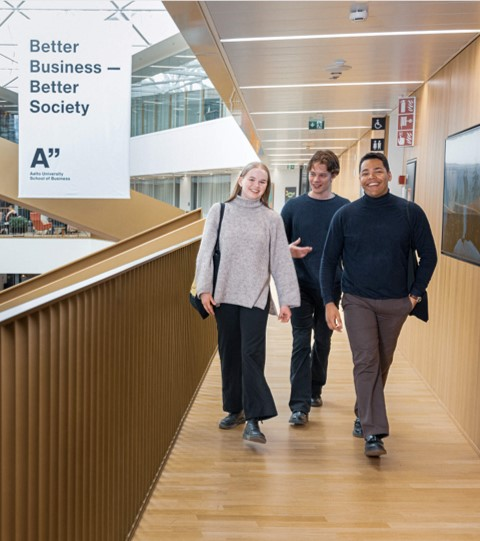 Better
Business —
Better
Society
A”
Aalto University
School of Business